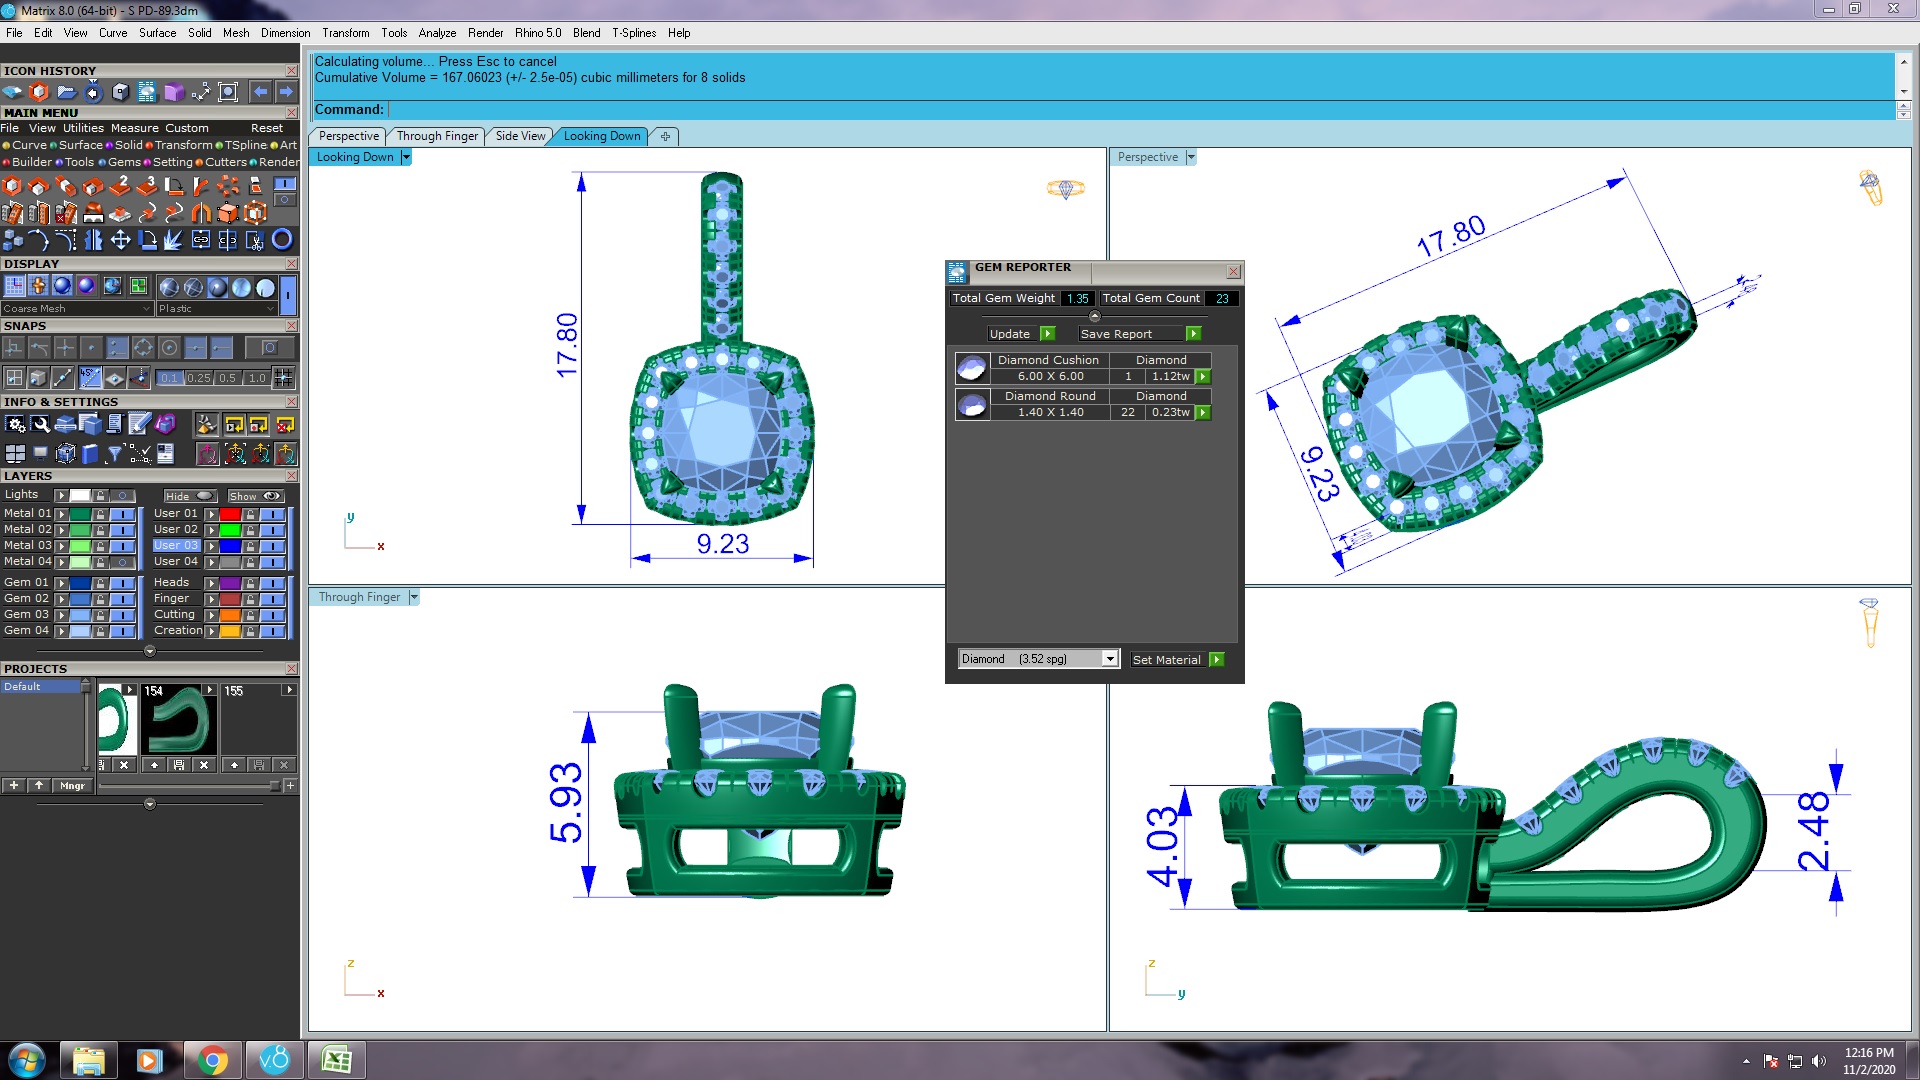 Matrix 8.0 (64-bit) - S PD-89.3dm
File Edit View Curve Surface Solid Mesh Dimension Transform Tools Analyze Render Rhino 5.0 Blend T-Splines Help
ICON HISTORY
MAIN MENU
File View Utilities Measure Custom Reset
Curve Surface Solid Transform TSpline Art
Builder Tools Gems Setting Cutters Render
DISPLAY
Coarse Mesh Plastic
SNAPS
45°
0.1 0.25 0.5 1.0
INFO & SETTINGS
LAYERS
Lights Hide Show
Metal 01 User 01
Metal 02 User 02
Metal 03 User 03
Metal 04 User 04
Gem 01 Heads
Gem 02 Finger
Gem 03 Cutting
Gem 04 Creation
PROJECTS
Default
154 155
Mngr
Calculating volume... Press Esc to cancel
Cumulative Volume = 167.06023 (+/- 2.5e-05) cubic millimeters for 8 solids
Command:
Perspective Through Finger Side View Looking Down
Looking Down
17.80
9.23
y
x
Perspective
17.80
9.23
GEM REPORTER
Total Gem Weight 1.35 Total Gem Count 23
Update Save Report
Diamond Cushion Diamond
6.00 X 6.00 1 1.12tw
Diamond Round Diamond
1.40 X 1.40 22 0.23tw
Diamond (3.52 spg) Set Material
Through Finger
5.93
z
x
4.03
2.48
z
y
v8
12:16 PM
11/2/2020